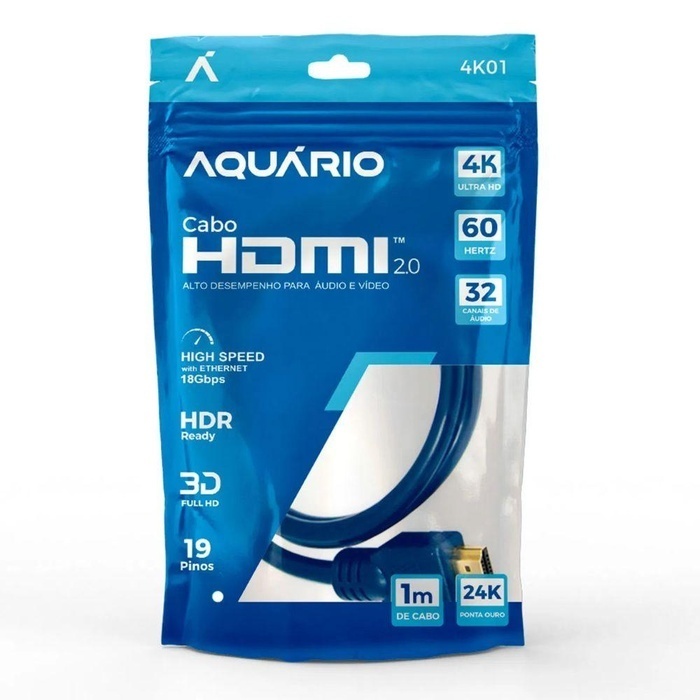 4K01
AQUÁRIO
4K
ULTRA HD
Cabo
HDMI™ 2.0
60
HERTZ
ALTO DESEMPENHO PARA ÁUDIO E VÍDEO
32
CANAIS DE
ÁUDIO
HIGH SPEED
with ETHERNET
18Gbps
HDR
Ready
3D
FULL HD
19
Pinos
1m
DE CABO
24K
PONTA OURO